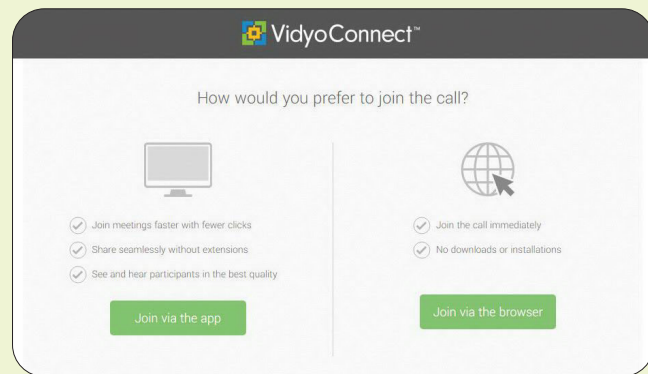 VidyoConnect™
How would you prefer to join the call?
Join meetings faster with fewer clicks
Share seamlessly without extensions
See and hear participants in the best quality
Join via the app
Join the call immediately
No downloads or installations
Join via the browser